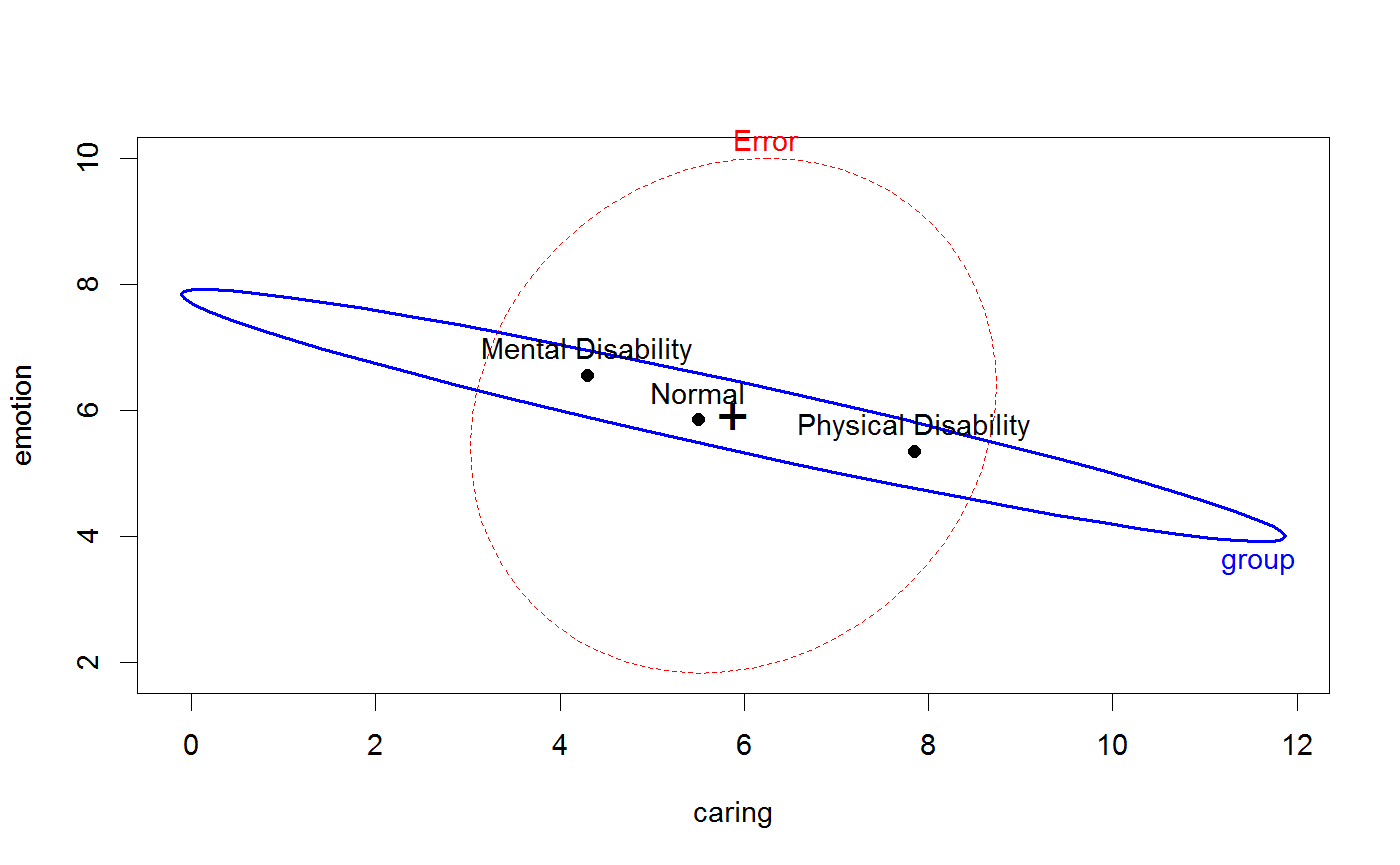 Error
10
8
6
4
2
emotion
Mental Disability
Normal
+
Physical Disability
group
0 2 4 6 8 10 12
caring